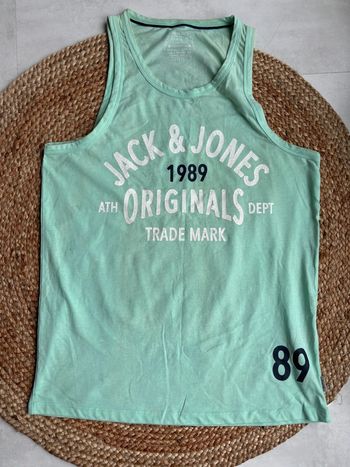 JACK & JONES
1989
ATH ORIGINALS DEPT
TRADE MARK
89